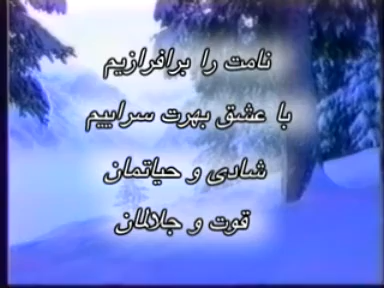 نامت را برافرازیم
با عشق بهرت سراییم
شادی و حیاتمان
قوت و جلالمان